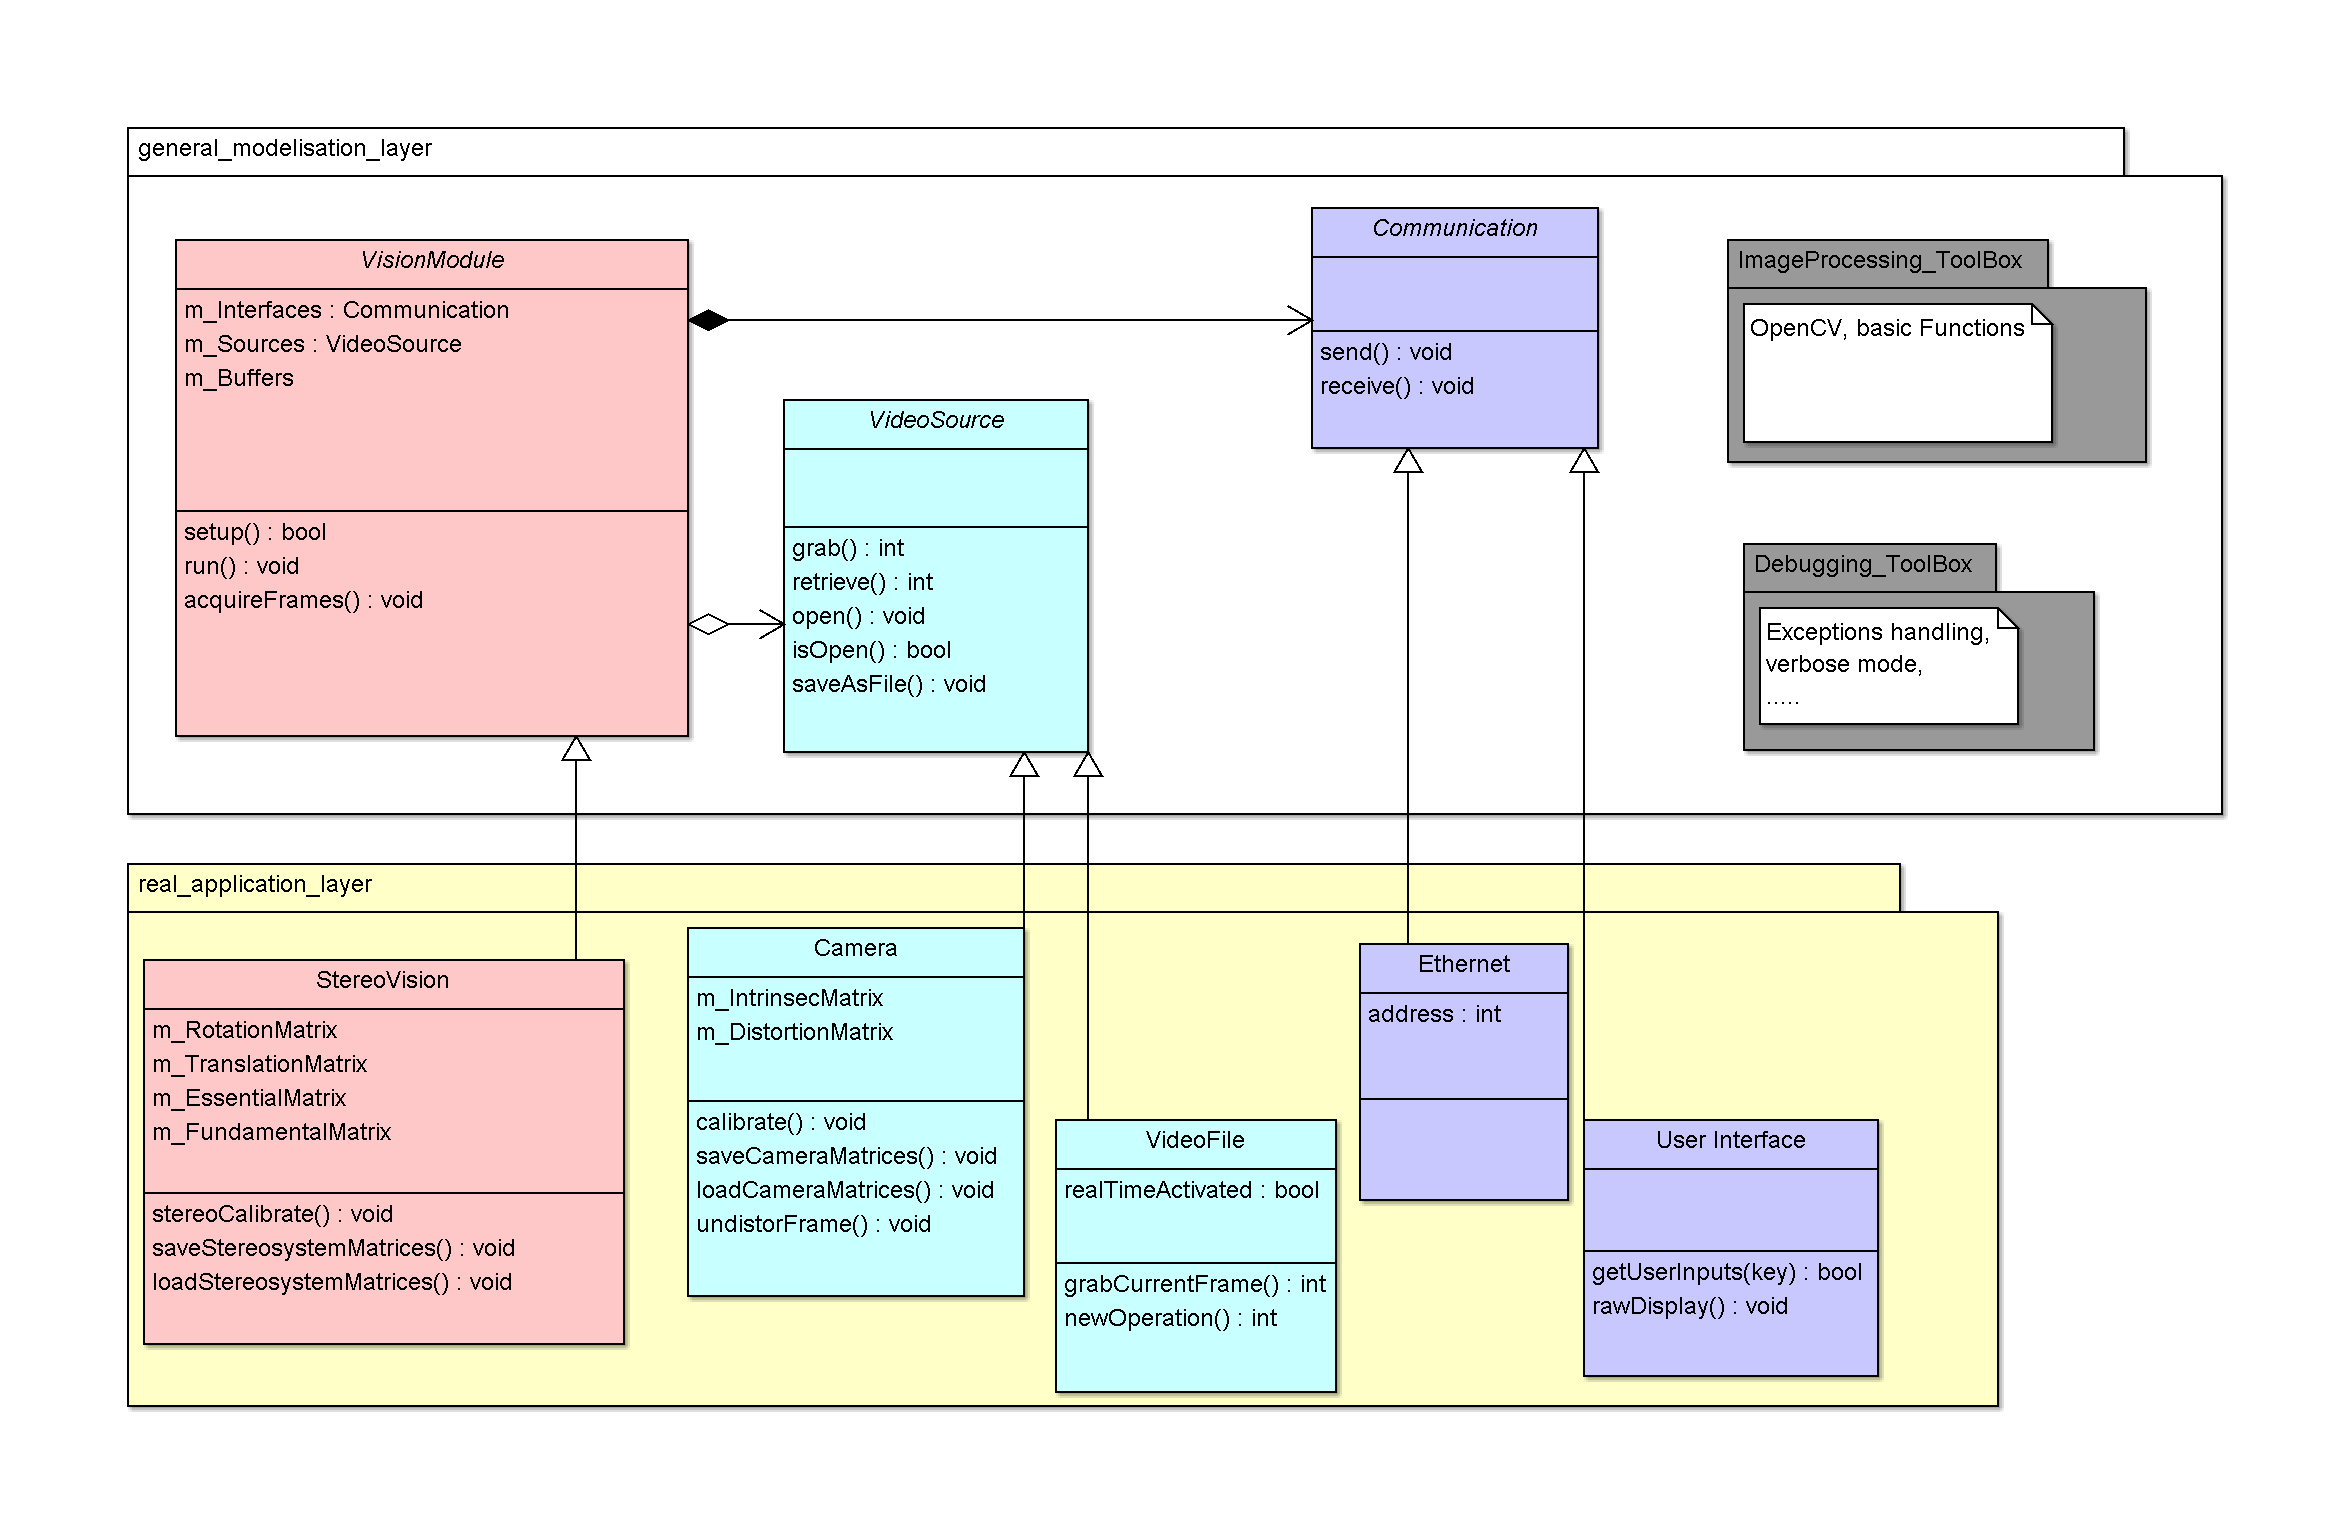 general_modelisation_layer
VisionModule
m_Interfaces : Communication
m_Sources : VideoSource
m_Buffers
setup() : bool
run() : void
acquireFrames() : void
VideoSource
grab() : int
retrieve() : int
open() : void
isOpen() : bool
saveAsFile() : void
Communication
send() : void
receive() : void
ImageProcessing_ToolBox
OpenCV, basic Functions
Debugging_ToolBox
Exceptions handling,
verbose mode,
.....
real_application_layer
StereoVision
m_RotationMatrix
m_TranslationMatrix
m_EssentialMatrix
m_FundamentalMatrix
stereoCalibrate() : void
saveStereosystemMatrices() : void
loadStereosystemMatrices() : void
Camera
m_IntrinsecMatrix
m_DistortionMatrix
calibrate() : void
saveCameraMatrices() : void
loadCameraMatrices() : void
undistorFrame() : void
VideoFile
realTimeActivated : bool
grabCurrentFrame() : int
newOperation() : int
Ethernet
address : int
User Interface
getUserInputs(key) : bool
rawDisplay() : void